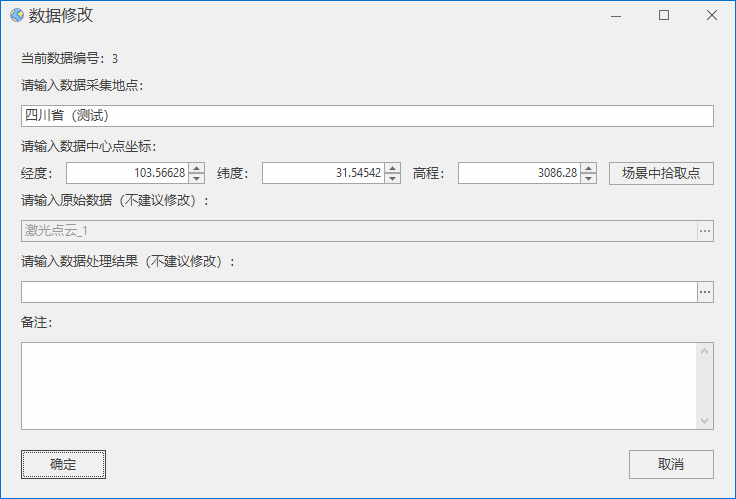 数据修改
当前数据编号：3
请输入数据采集地点：
四川省（测试）
请输入数据中心点坐标：
经度： 103.56628 纬度： 31.54542 高程： 3086.28 场景中拾取点
请输入原始数据（不建议修改）：
激光点云_1 ...
请输入数据处理结果（不建议修改）：
...
备注：
确定 取消